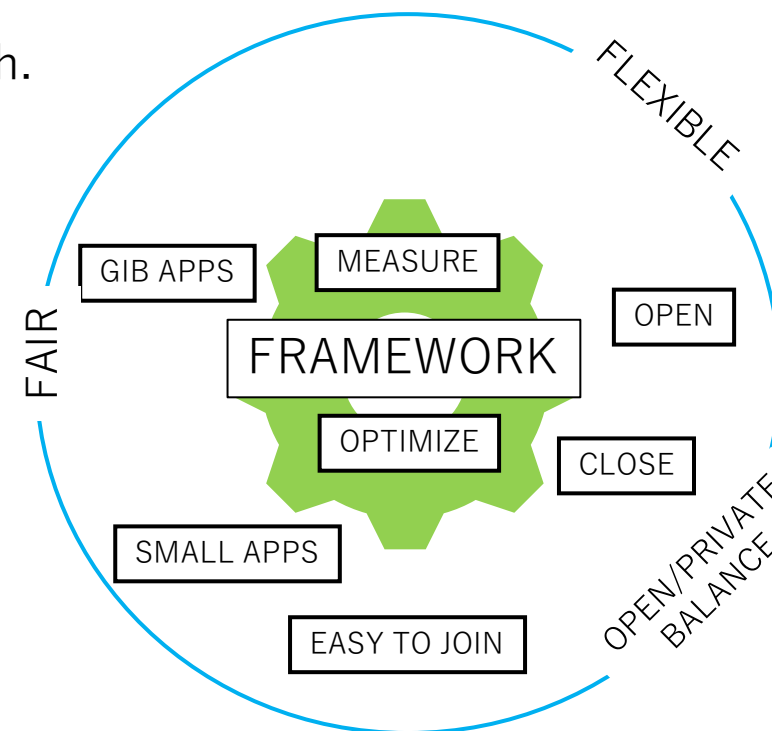 h.
FLEXIBLE
GIB APPS
MEASURE
OPEN
FAIR
FRAMEWORK
OPTIMIZE
CLOSE
OPEN/PRIVATE
BALANCE
SMALL APPS
EASY TO JOIN